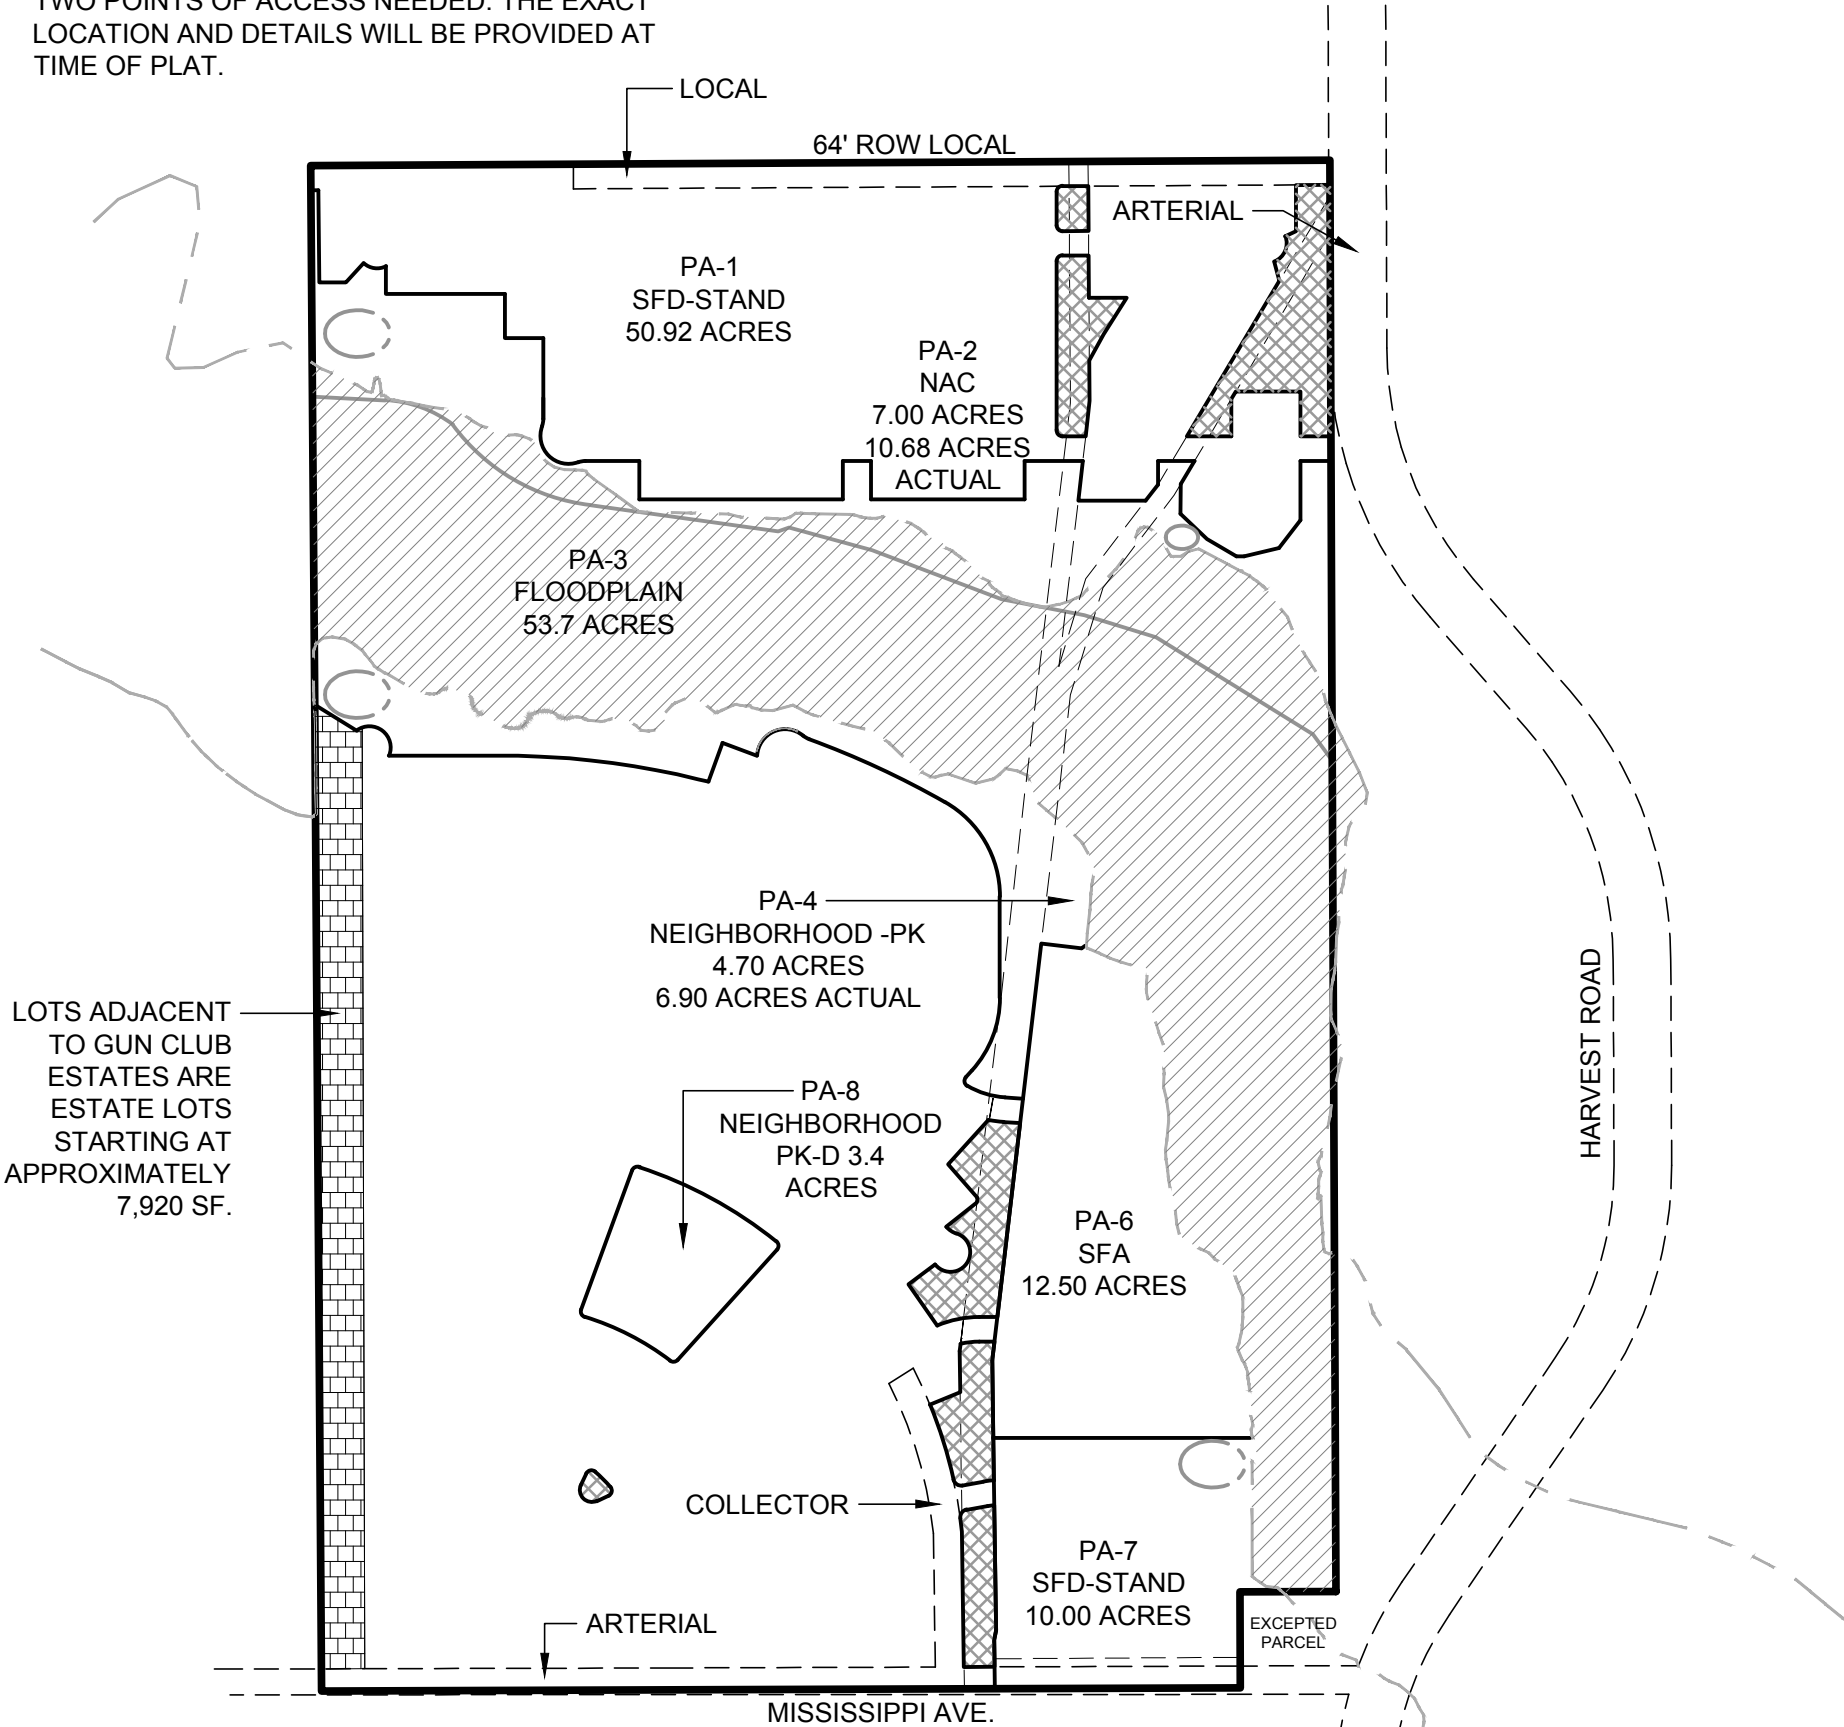 TWO POINTS OF ACCESS NEEDED. THE EXACT
LOCATION AND DETAILS WILL BE PROVIDED AT
TIME OF PLAT.
LOCAL
64' ROW LOCAL
ARTERIAL
PA-1
SFD-STAND
50.92 ACRES
PA-2
NAC
7.00 ACRES
10.68 ACRES
ACTUAL
PA-3
FLOODPLAIN
53.7 ACRES
PA-4
NEIGHBORHOOD -PK
4.70 ACRES
6.90 ACRES ACTUAL
LOTS ADJACENT
TO GUN CLUB
ESTATES ARE
ESTATE LOTS
STARTING AT
APPROXIMATELY
7,920 SF.
HARVEST ROAD
PA-8
NEIGHBORHOOD
PK-D 3.4
ACRES
PA-6
SFA
12.50 ACRES
COLLECTOR
PA-7
SFD-STAND
10.00 ACRES
ARTERIAL
EXCEPTED
PARCEL
MISSISSIPPI AVE.